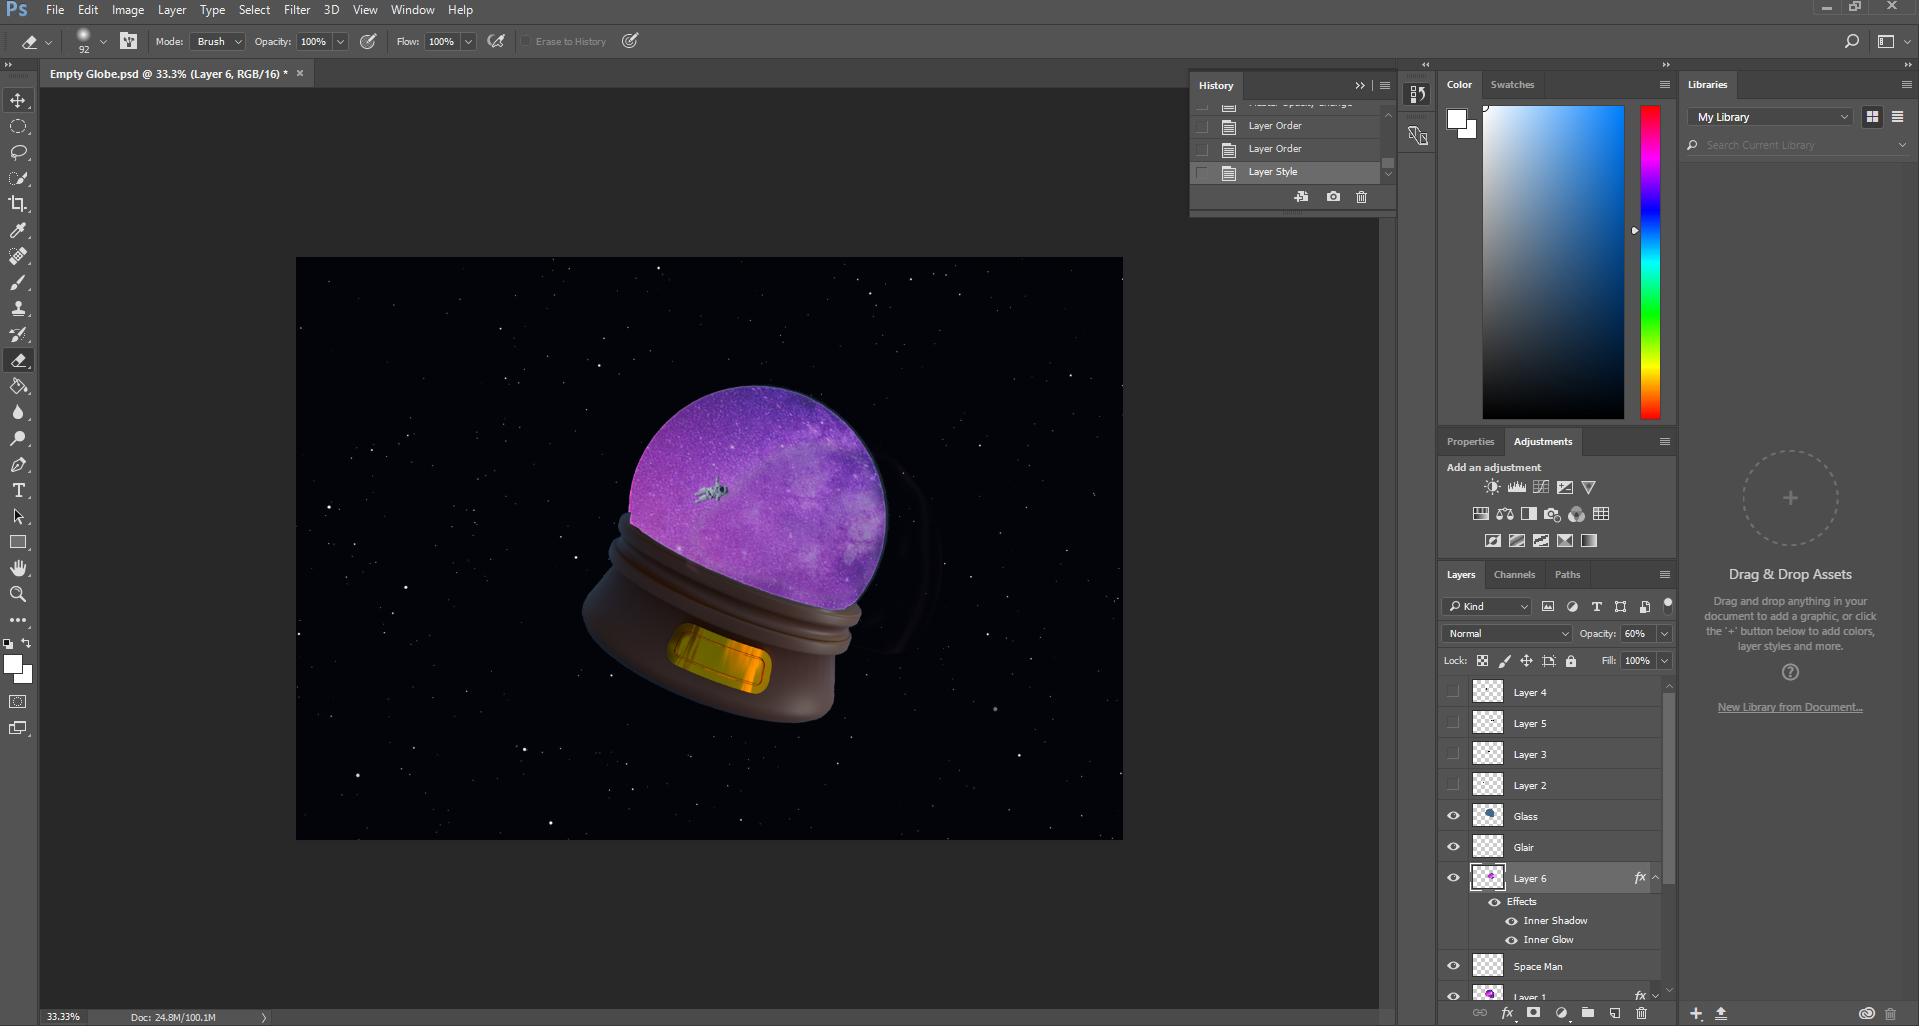 Ps File Edit Image Layer Type Select Filter 3D View Window Help
92 Mode: Brush Opacity: 100% Flow: 100% Erase to History
Empty Globe.psd @ 33.3% (Layer 6, RGB/16) * ×
History
Master Opacity Change
Layer Order
Layer Order
Layer Style
Color Swatches
Properties Adjustments
Add an adjustment
Layers Channels Paths
Kind
Normal Opacity: 60%
Lock: Fill: 100%
Layer 4
Layer 5
Layer 3
Layer 2
Glass
Glair
Layer 6 fx
Effects
Inner Shadow
Inner Glow
Space Man
Layer 1 fx
fx
Libraries
My Library
Search Current Library
Drag & Drop Assets
Drag and drop anything in your
document to add a graphic, or click
the '+' button below to add colors,
layer styles and more.
New Library from Document...
33.33% Doc: 24.8M/100.1M